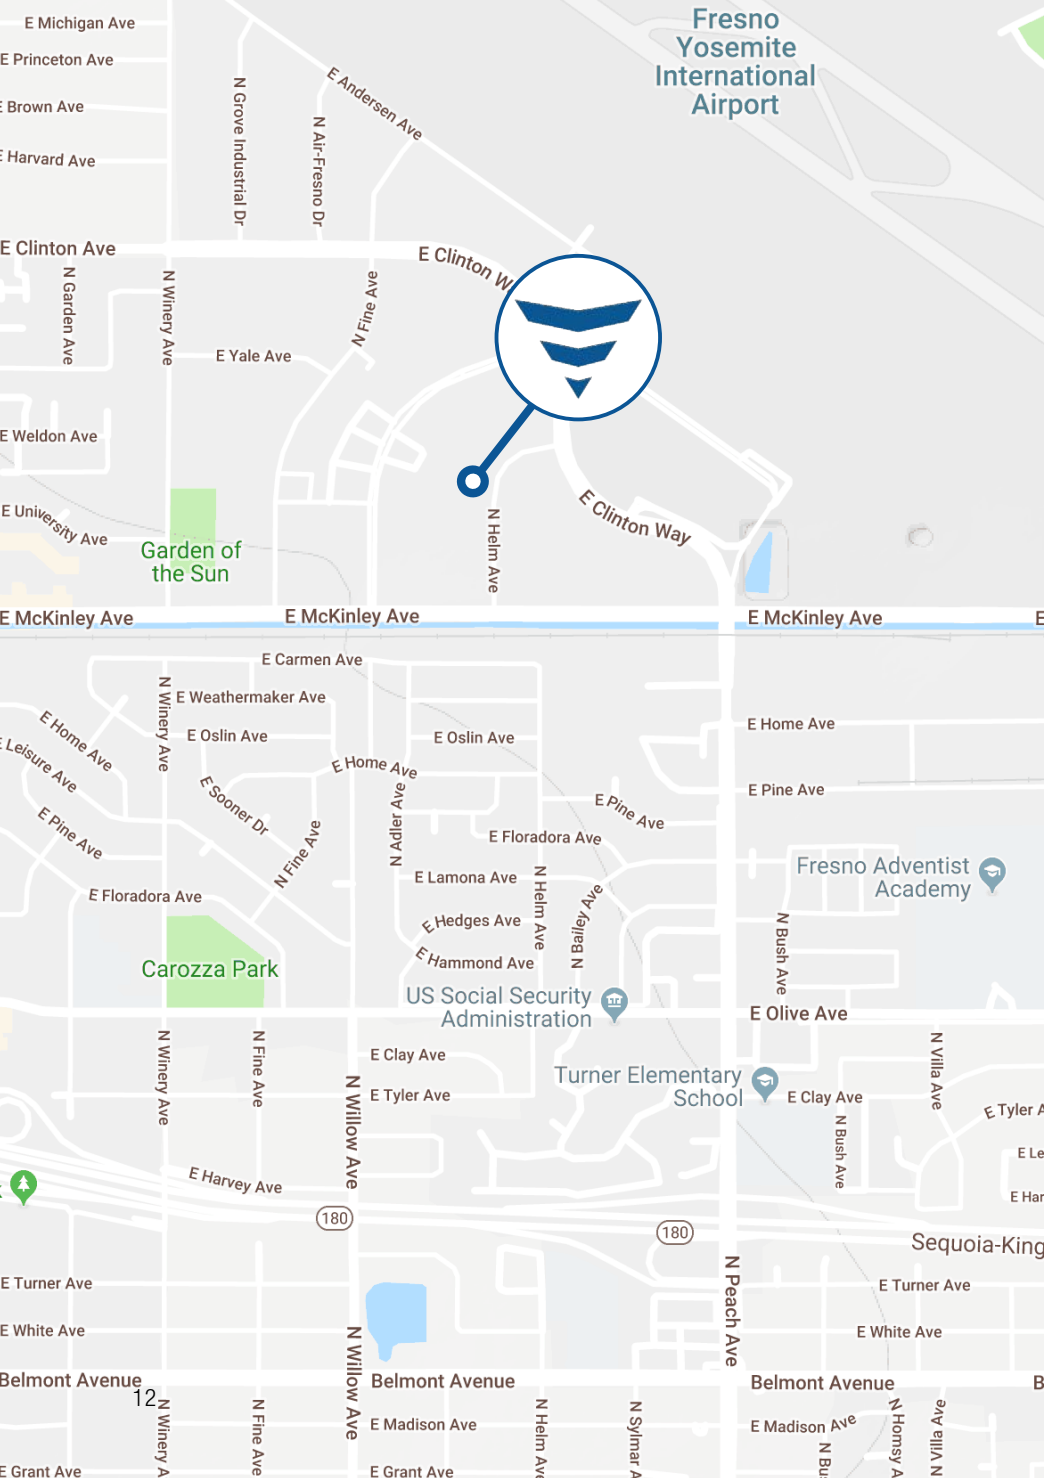 E Michigan Ave
Fresno
Yosemite
International
Airport
E Princeton Ave
E Andersen Ave
N Grove Industrial Dr
N Air-Fresno Dr
E Brown Ave
E Harvard Ave
E Clinton Ave
E Clinton W
N Garden Ave
N Winery Ave
N Fine Ave
E Yale Ave
E Weldon Ave
E University Ave
Garden of
the Sun
N Helm Ave
E Clinton Way
E McKinley Ave
E McKinley Ave
E McKinley Ave
E
E Carmen Ave
N Winery Ave
E Weathermaker Ave
E Home Ave
E Oslin Ave
E Oslin Ave
E Home Ave
E Leisure Ave
E Home Ave
E Sooner Dr
N Adler Ave
E Pine Ave
E Pine Ave
E Pine Ave
N Fine Ave
E Floradora Ave
Fresno Adventist
Academy
E Lamona Ave
N Helm Ave
N Bailey Ave
E Floradora Ave
E Hedges Ave
N Bush Ave
E Hammond Ave
Carozza Park
US Social Security
Administration
E Olive Ave
N Winery Ave
N Fine Ave
E Clay Ave
N Villa Ave
Turner Elementary
School
N Willow Ave
E Tyler Ave
E Clay Ave
E Tyler A
N Bush Ave
E Le
E Harvey Ave
E Har
180
180
Sequoia-King
E Turner Ave
N Peach Ave
E Turner Ave
E White Ave
N Willow Ave
E White Ave
Belmont Avenue
Belmont Avenue
Belmont Avenue
B
12
N Winery A
N Fine Ave
E Madison Ave
N Helm Ave
N Sylmar A
E Madison Ave
N Bus
N Homsy A
N Villa Ave
E Grant Ave
E Grant Ave